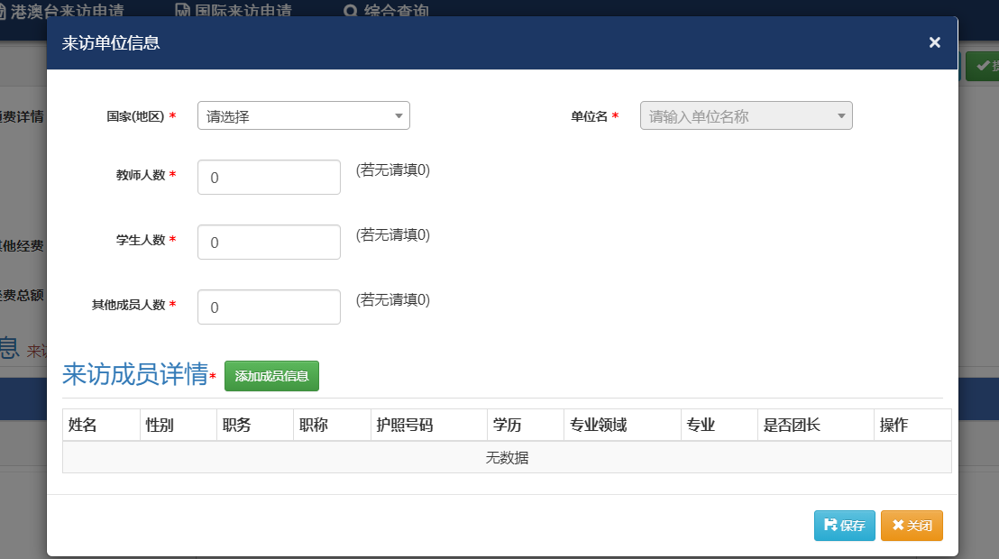 港澳台来访申请 国际来访申请 综合查询
来访单位信息
国家(地区) * 请选择 单位名 * 请输入单位名称
费详情
教师人数 * 0 (若无请填0)
学生人数 * 0 (若无请填0)
他经费
费总额
其他成员人数 * 0 (若无请填0)
息 来
来访成员详情* 添加成员信息
姓名 性别 职务 职称 护照号码 学历 专业领域 专业 是否团长 操作
无数据
保存 关闭